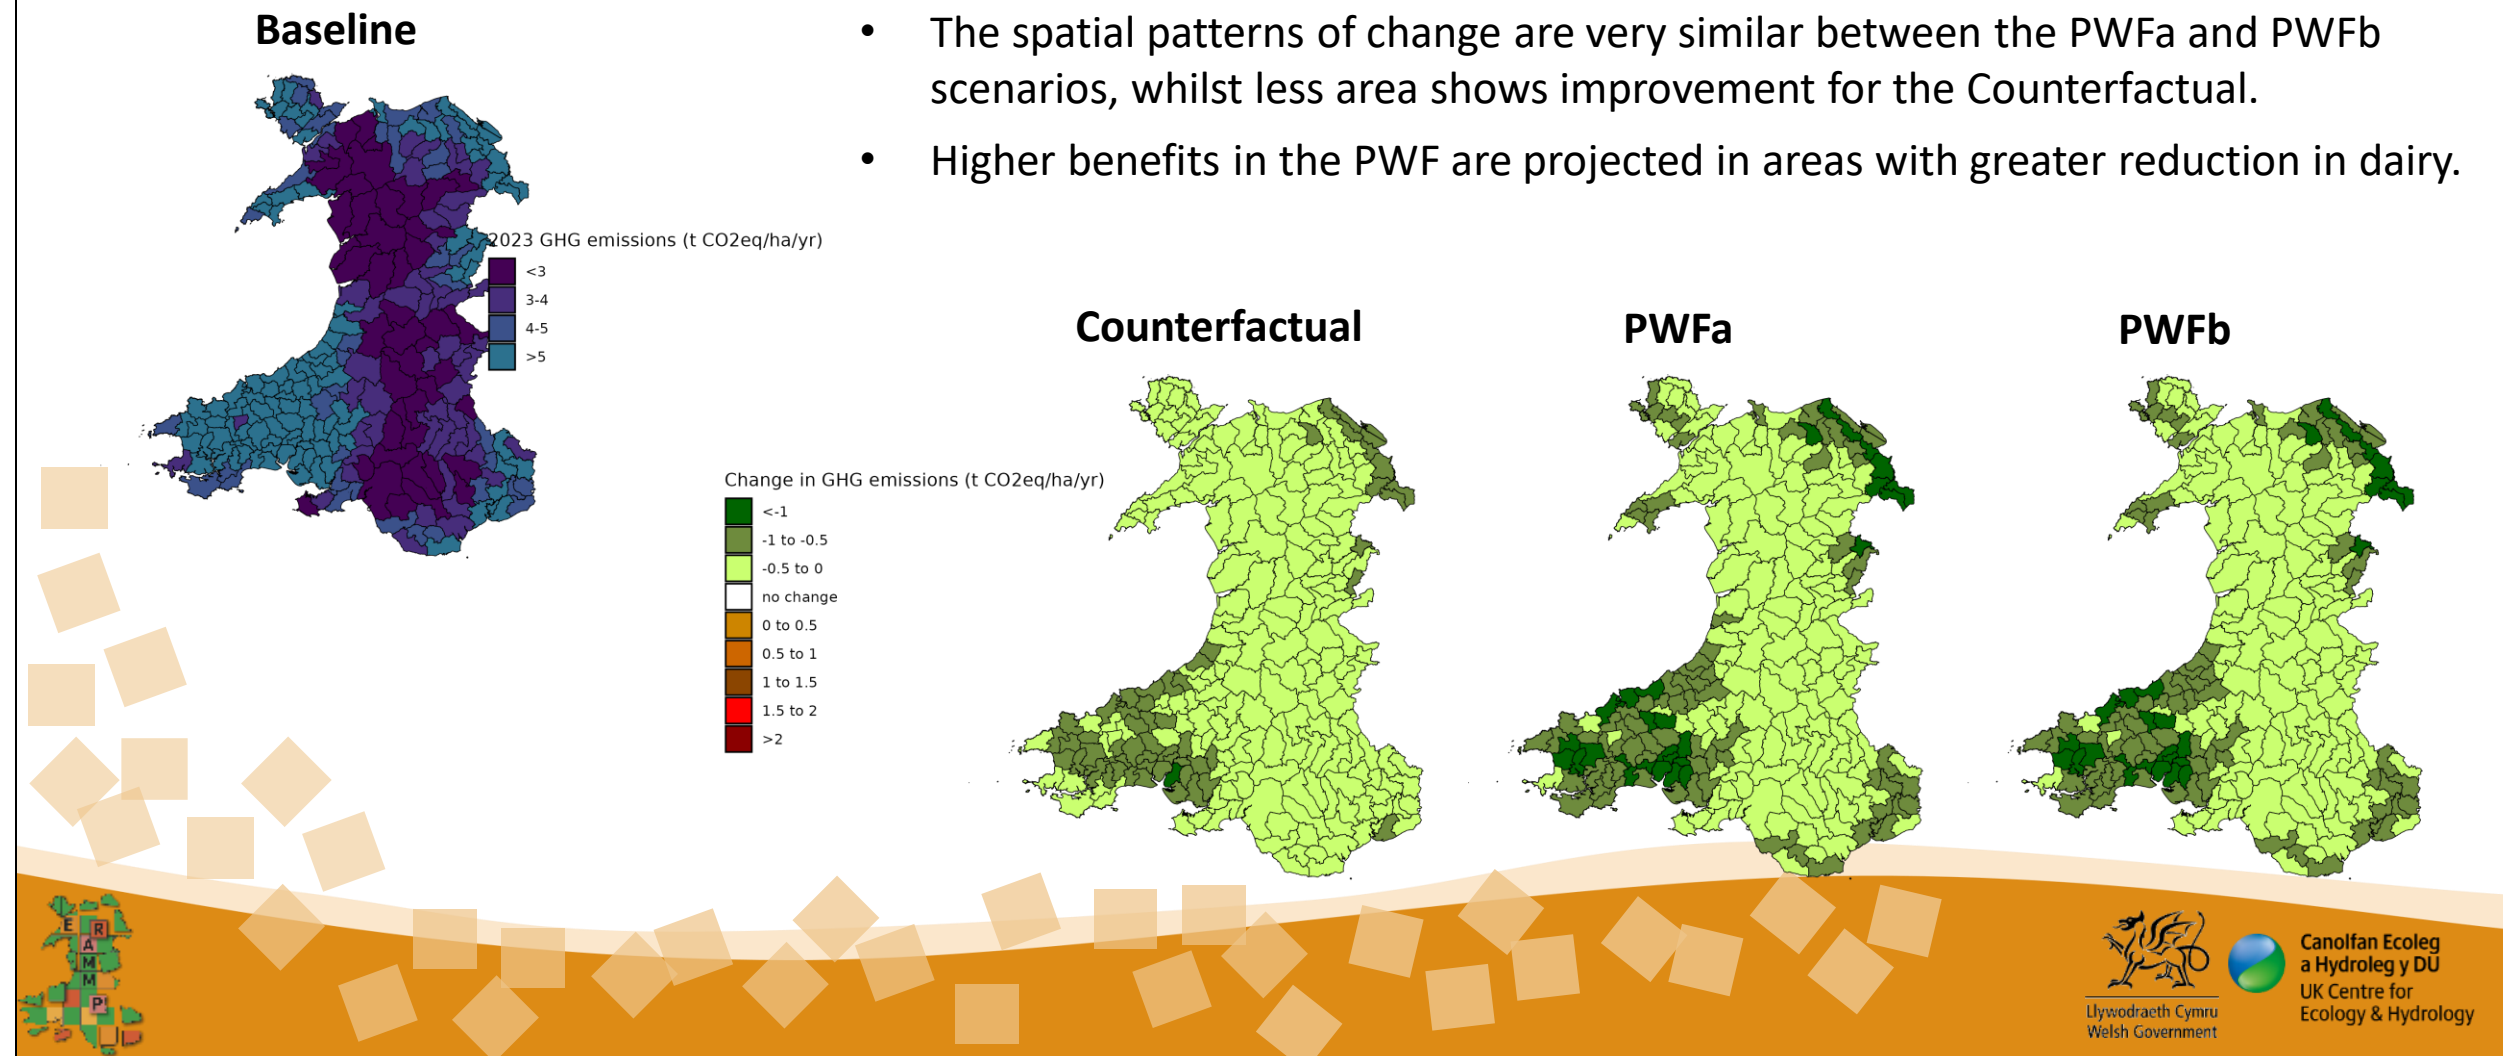 Baseline
• The spatial patterns of change are very similar between the PWFa and PWFb
scenarios, whilst less area shows improvement for the Counterfactual.
• Higher benefits in the PWF are projected in areas with greater reduction in dairy.
2023 GHG emissions (t CO2eq/ha/yr)
<3
3-4
4-5
>5
Counterfactual
PWFa
PWFb
Change in GHG emissions (t CO2eq/ha/yr)
<-1
-1 to -0.5
-0.5 to 0
no change
0 to 0.5
0.5 to 1
1 to 1.5
1.5 to 2
>2
E
R
A
M
M
P
Llywodraeth Cymru
Welsh Government
Canolfan Ecoleg
a Hydroleg y DU
UK Centre for
Ecology & Hydrology